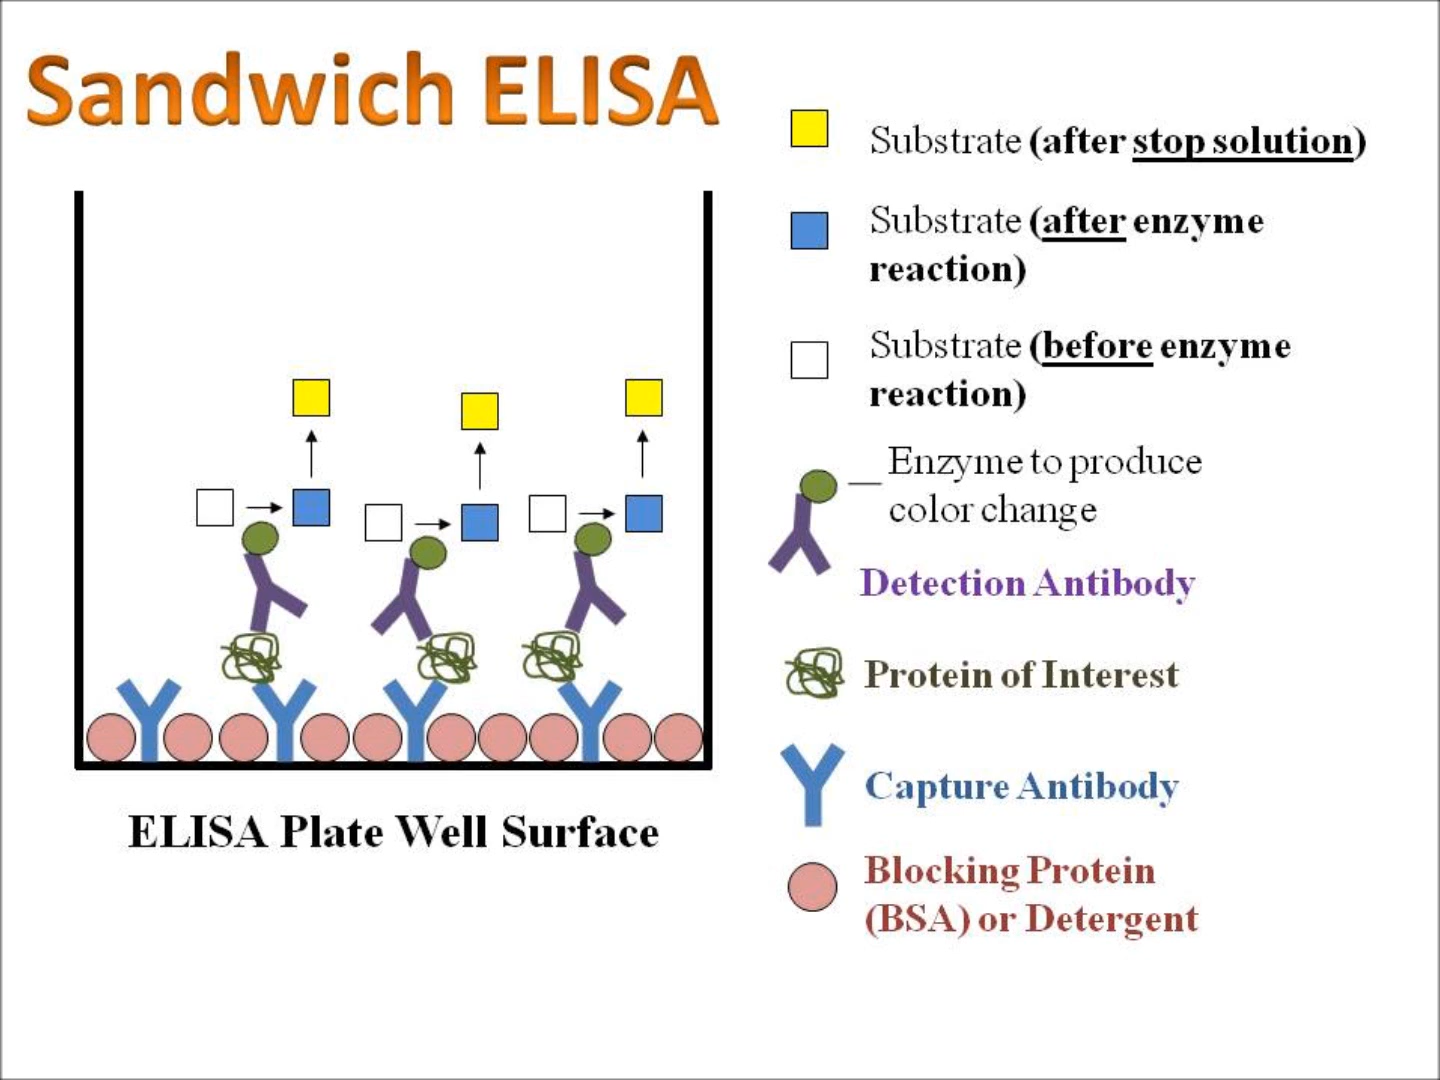 Sandwich ELISA
Substrate (after stop solution)
Substrate (after enzyme
reaction)
Substrate (before enzyme
reaction)
Enzyme to produce
color change
Detection Antibody
Protein of Interest
Capture Antibody
Blocking Protein
(BSA) or Detergent
ELISA Plate Well Surface